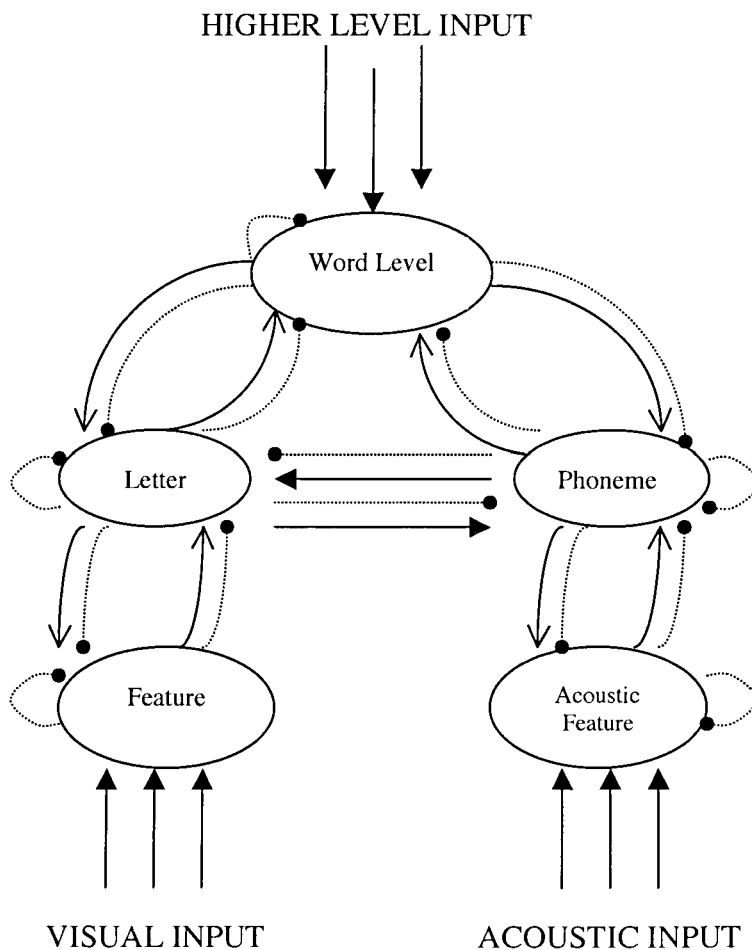 HIGHER LEVEL INPUT
Word Level
Letter
Phoneme
Feature
Acoustic
Feature
VISUAL INPUT
ACOUSTIC INPUT